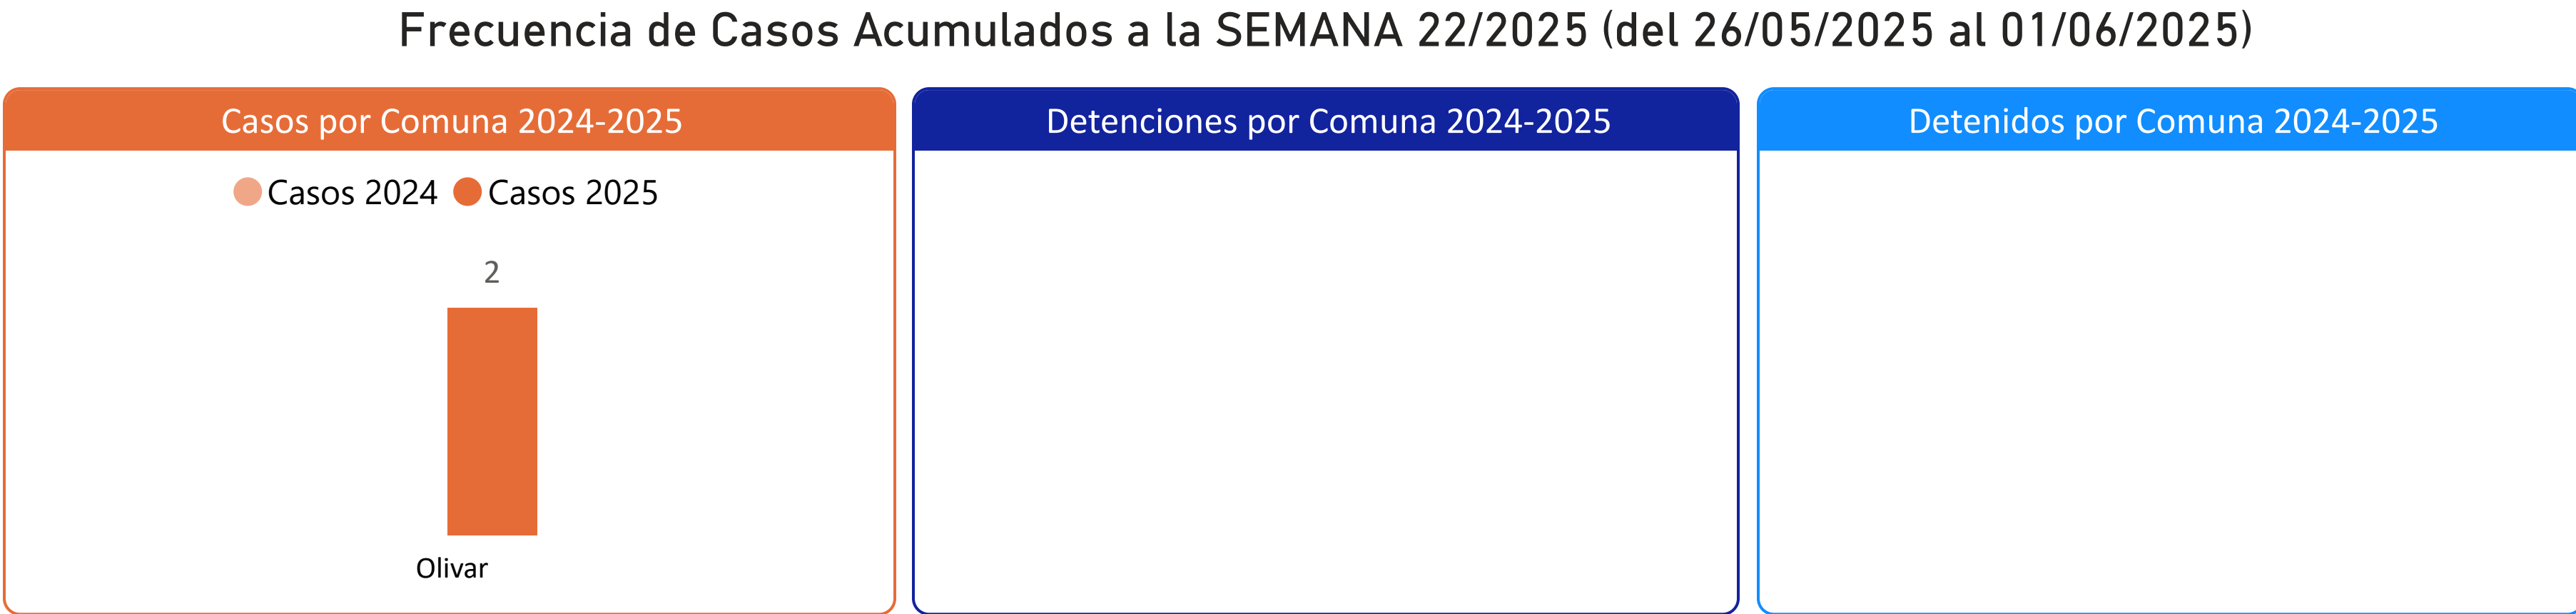 Frecuencia de Casos Acumulados a la SEMANA 22/2025 (del 26/05/2025 al 01/06/2025)
Casos por Comuna 2024-2025
Casos 2024 Casos 2025
2
Olivar
Detenciones por Comuna 2024-2025
Detenidos por Comuna 2024-2025